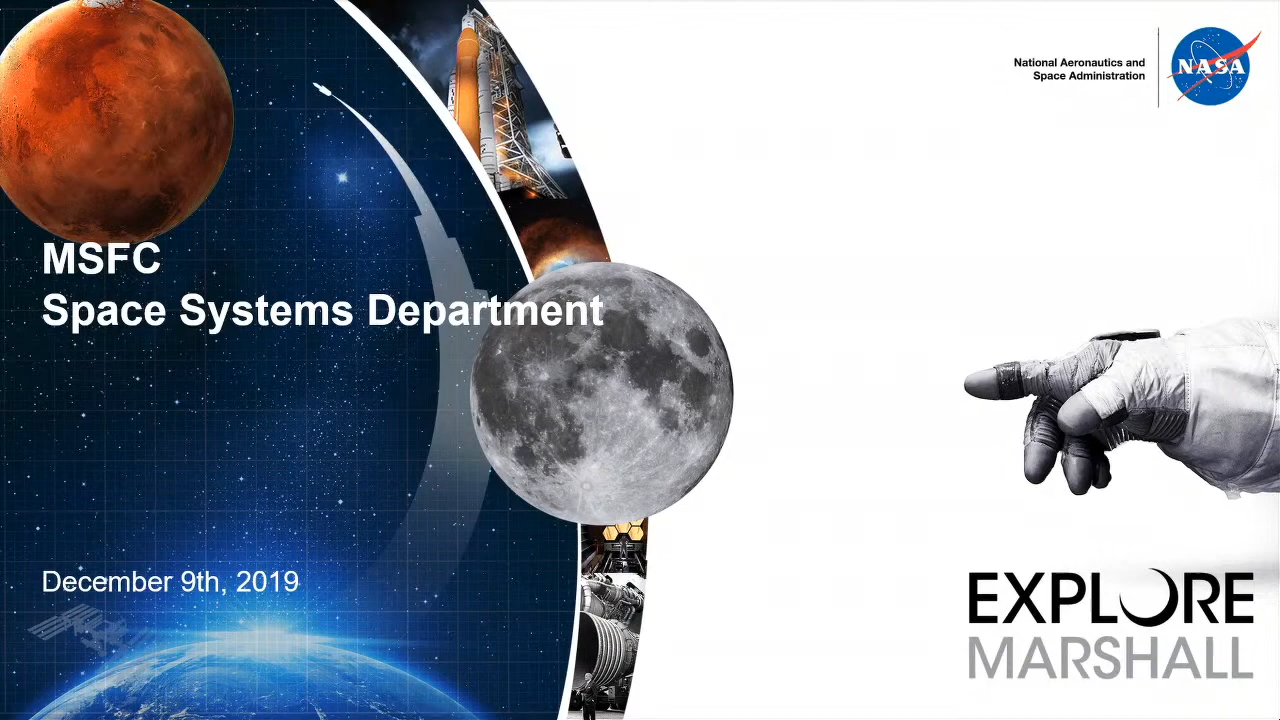 National Aeronautics and
Space Administration
NASA
MSFC
Space Systems Department
December 9th, 2019
EXPLORE
MARSHALL